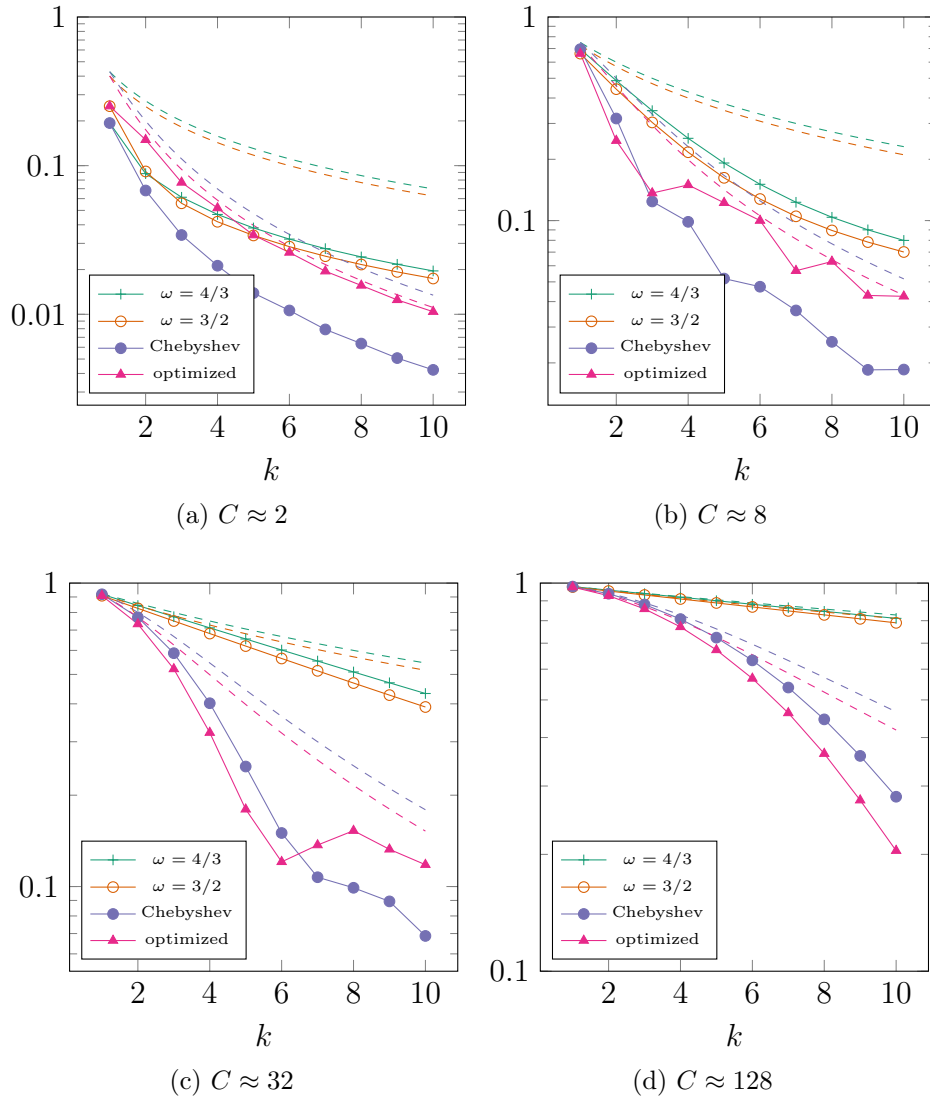 1
0.1
0.01
ω = 4/3
ω = 3/2
Chebyshev
optimized
2 4 6 8 10
k
(a) C ≈ 2
1
0.1
ω = 4/3
ω = 3/2
Chebyshev
optimized
2 4 6 8 10
k
(b) C ≈ 8
1
0.1
ω = 4/3
ω = 3/2
Chebyshev
optimized
2 4 6 8 10
k
(c) C ≈ 32
1
0.1
ω = 4/3
ω = 3/2
Chebyshev
optimized
2 4 6 8 10
k
(d) C ≈ 128